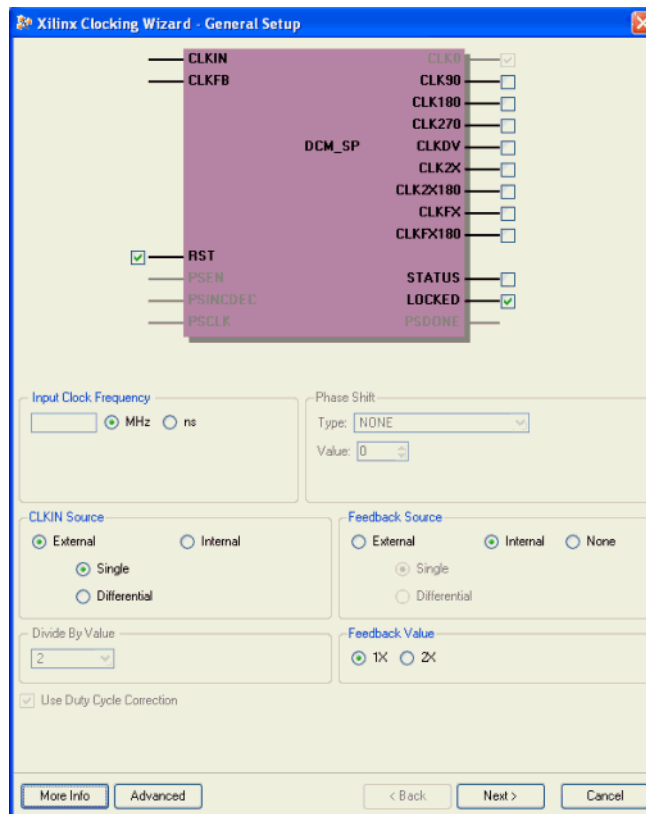 Xilinx Clocking Wizard - General Setup
CLKIN CLK0
CLKFB CLK90
CLK180
CLK270
DCM_SP CLKDV
CLK2X
CLK2X180
CLKFX
CLKFX180
RST
PSEN STATUS
PSINCDEC LOCKED
PSCLK PSDONE
Input Clock Frequency
MHz ns
Phase Shift
Type: NONE
Value: 0
CLKIN Source
External Internal
Single
Differential
Feedback Source
External Internal None
Single
Differential
Divide By Value
2
Feedback Value
1X 2X
Use Duty Cycle Correction
More Info Advanced < Back Next > Cancel